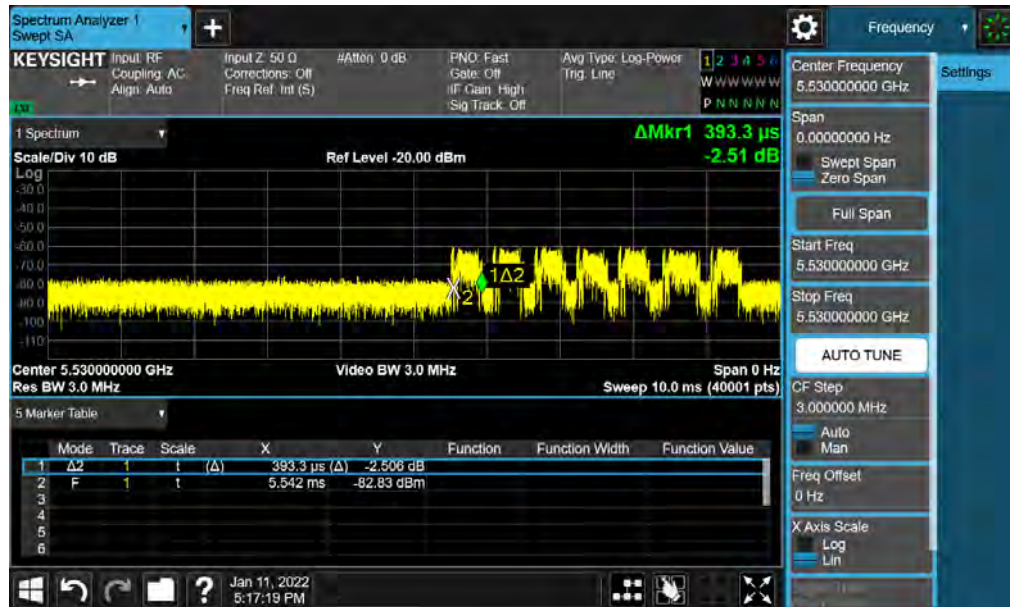 Spectrum Analyzer 1
Swept SA
+
Frequency
KEYSIGHT
Input: RF
Coupling: AC
Align: Auto
Input Z: 50 Ω
Corrections: Off
Freq Ref: Int (S)
#Atten: 0 dB
PNO: Fast
Gate: Off
IF Gain: High
Sig Track: Off
Avg Type: Log-Power
Trig: Line
1 2 3 4 5 6
W W W W W W
P N N N N N
1 Spectrum
ΔMkr1 393.3 µs
-2.51 dB
Scale/Div 10 dB
Ref Level -20.00 dBm
Log
-30.0
-40.0
-50.0
-60.0
-70.0
-80.0
-90.0
-100
-110
1Δ2
X2
Center 5.530000000 GHz
Video BW 3.0 MHz
Span 0 Hz
Res BW 3.0 MHz
Sweep 10.0 ms (40001 pts)
5 Marker Table
Mode Trace Scale X Y Function Function Width Function Value
1 Δ2 1 t (Δ) 393.3 µs (Δ) -2.506 dB
2 F 1 t 5.542 ms -82.83 dBm
3
4
5
6
?
Jan 11, 2022
5:17:19 PM
Center Frequency
5.530000000 GHz
Settings
Span
0.00000000 Hz
Swept Span
Zero Span
Full Span
Start Freq
5.530000000 GHz
Stop Freq
5.530000000 GHz
AUTO TUNE
CF Step
3.000000 MHz
Auto
Man
Freq Offset
0 Hz
X Axis Scale
Log
Lin